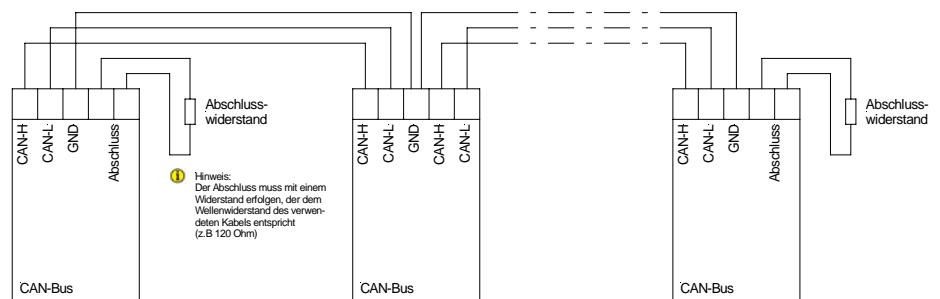 Abschluss-
widerstand
Abschluss-
widerstand
CAN-H
CAN-L
GND
Abschluss
CAN-H
CAN-L
GND
CAN-H
CAN-L
CAN-H
CAN-L
GND
Abschluss
i Hinweis:
Der Abschluss muss mit einem
Widerstand erfolgen, der dem
Wellenwiderstand des verwen-
deten Kabels entspricht
(z.B 120 Ohm)
CAN-Bus
CAN-Bus
CAN-Bus